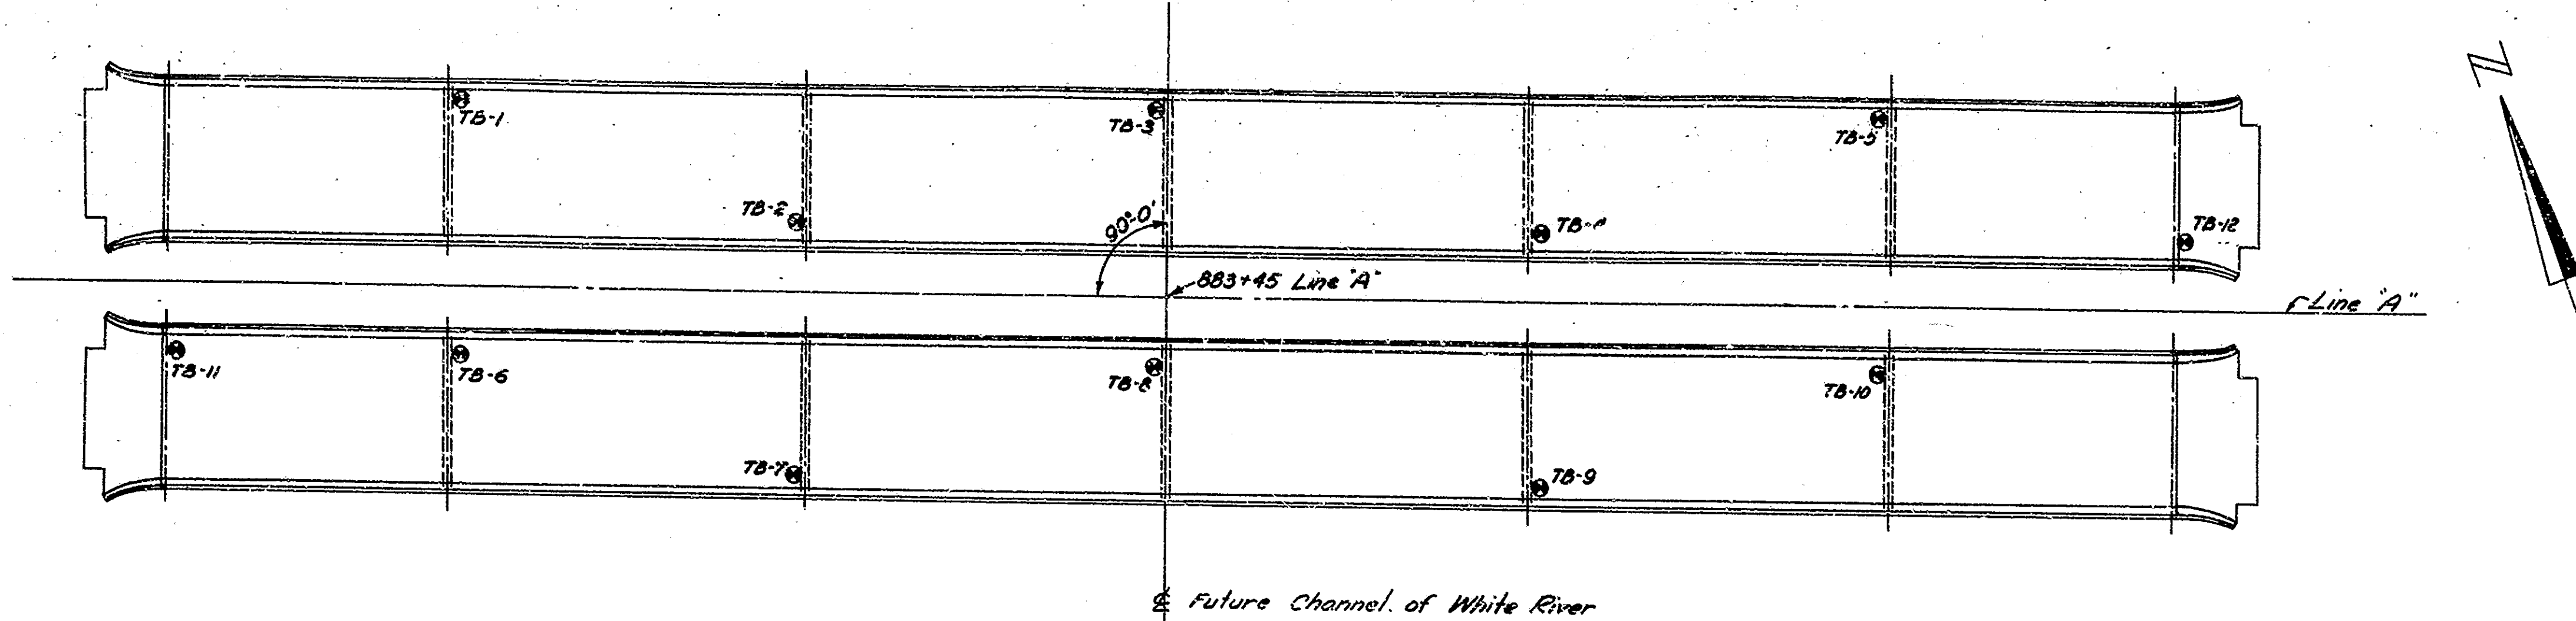 N
TB-1
TB-3
TB-5
TB-2
90°-0'
TB-12
883+45 Line "A"
Line "A"
TB-11
TB-6
TB-8
TB-10
TB-7
TB-9
℄ Future Channel. of White River